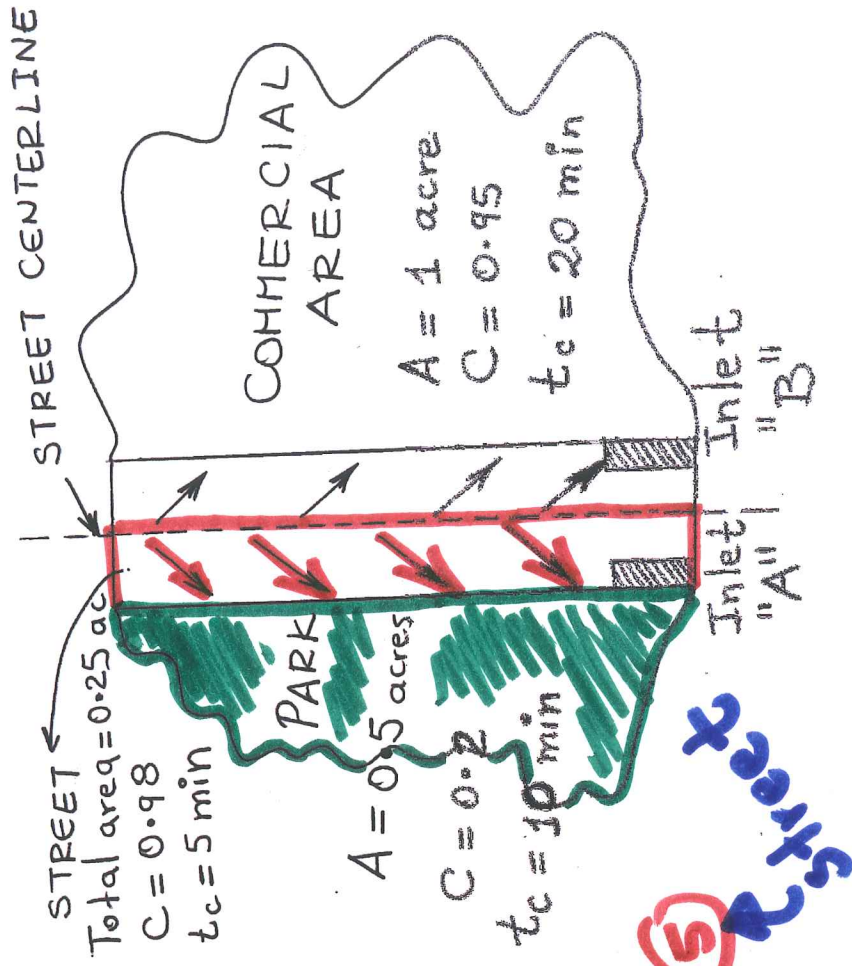 STREET CENTERLINE
STREET
Total area = 0.25 ac
C = 0.98
tc = 5 min
PARK
A = 0.5 acres
C = 0.2
tc = 10 min
COMMERCIAL
AREA
A = 1 acre
C = 0.95
tc = 20 min
Inlet
"A"
Inlet
"B"
5
street